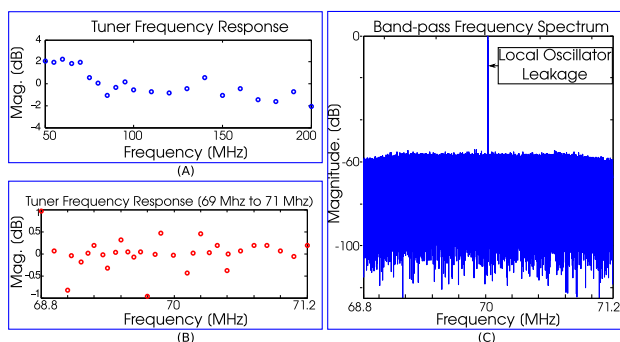 Tuner Frequency Response
Mag. (dB)
4
2
0
-2
-4
50
100
150
200
Frequency (MHz)
(A)
Tuner Frequency Response (69 Mhz to 71 Mhz)
Mag. (dB)
1
0.5
0
-0.5
-1
68.8
70
71.2
Frequency (MHz)
(B)
Band-pass Frequency Spectrum
Local Oscillator
Leakage
Magnitude. (dB)
0
-60
-100
68.8
70
71.2
Frequency (MHz)
(C)